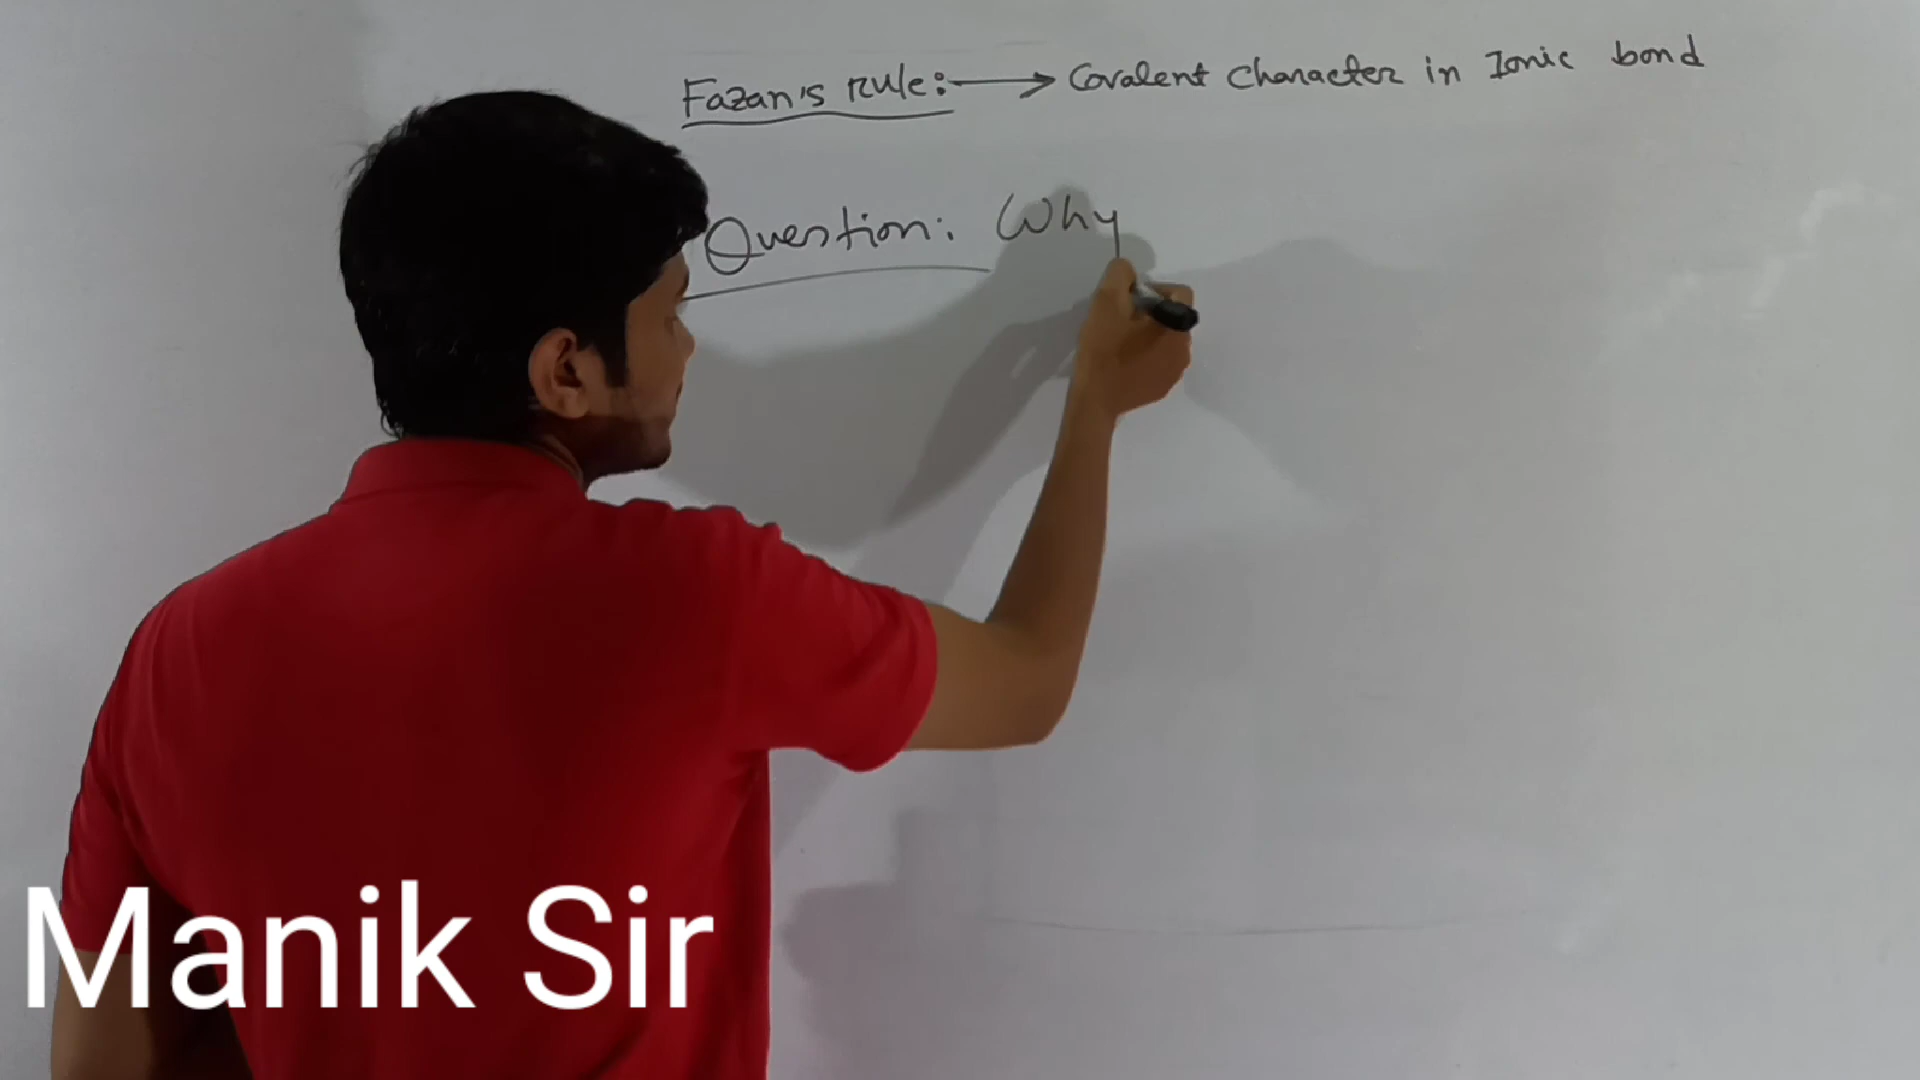 Fazan's rule:→ Covalent character in Ionic bond
Question: Why
Manik Sir